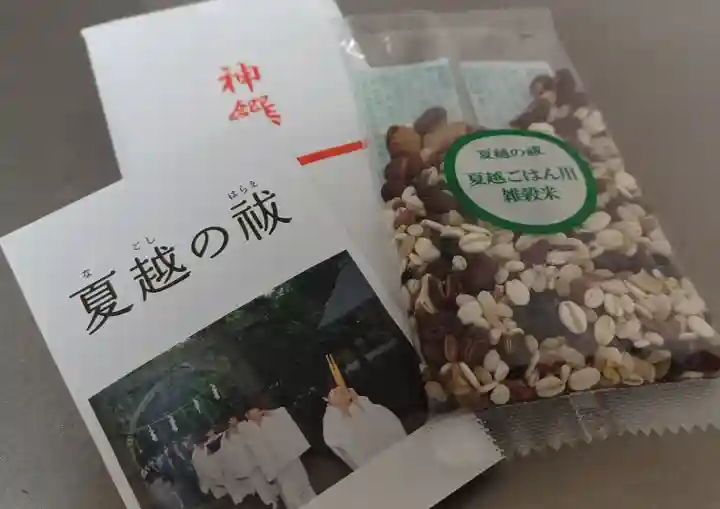 神饌
なごし はらえ
夏越の祓
夏越の祓
夏越ごはん用
雑穀米